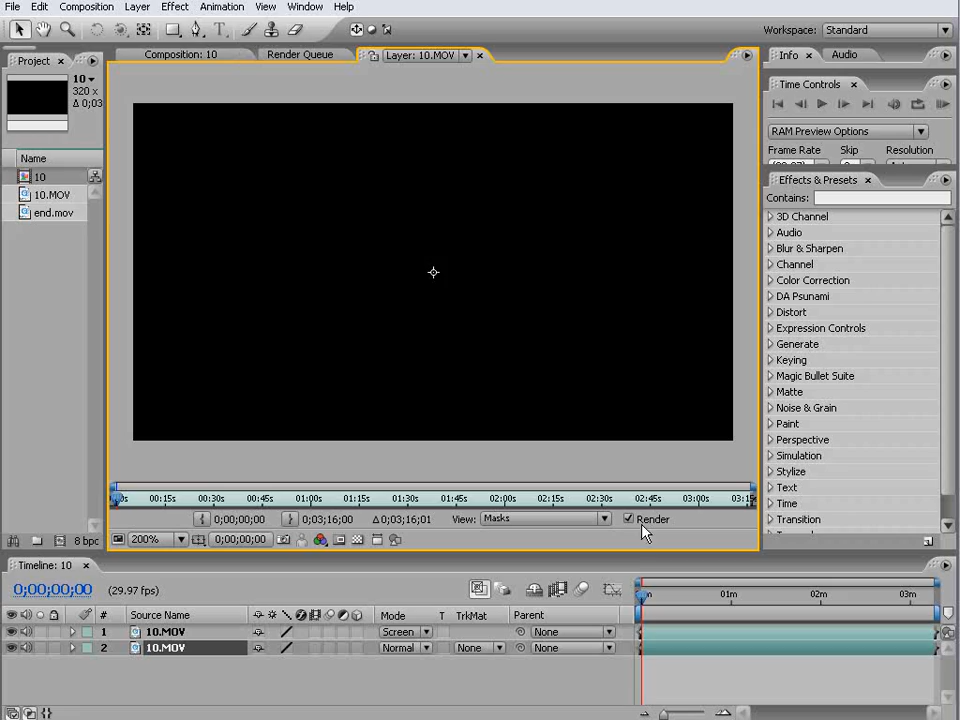 File Edit Composition Layer Effect Animation View Window Help
Workspace: Standard
Project
Composition: 10 Render Queue Layer: 10.MOV
Info Audio
10
320 x
Δ 0;03
Time Controls
RAM Preview Options
Frame Rate Skip Resolution
Effects & Presets
Contains:
Name
10
10.MOV
end.mov
3D Channel
Audio
Blur & Sharpen
Channel
Color Correction
DA Psunami
Distort
Expression Controls
Generate
Keying
Magic Bullet Suite
Matte
Noise & Grain
Paint
Perspective
Simulation
Stylize
Text
Time
Transition
00:15s 00:30s 00:45s 01:00s 01:15s 01:30s 01:45s 02:00s 02:15s 02:30s 02:45s 03:00s 03:15
0;00;00;00 0;03;16;00 Δ 0;03;16;01 View: Masks Render
8 bpc 200% 0;00;00;00
Timeline: 10
0;00;00;00 (29.97 fps)
01m 02m 03m
# Source Name Mode T TrkMat Parent
1 10.MOV Screen None
2 10.MOV Normal None None